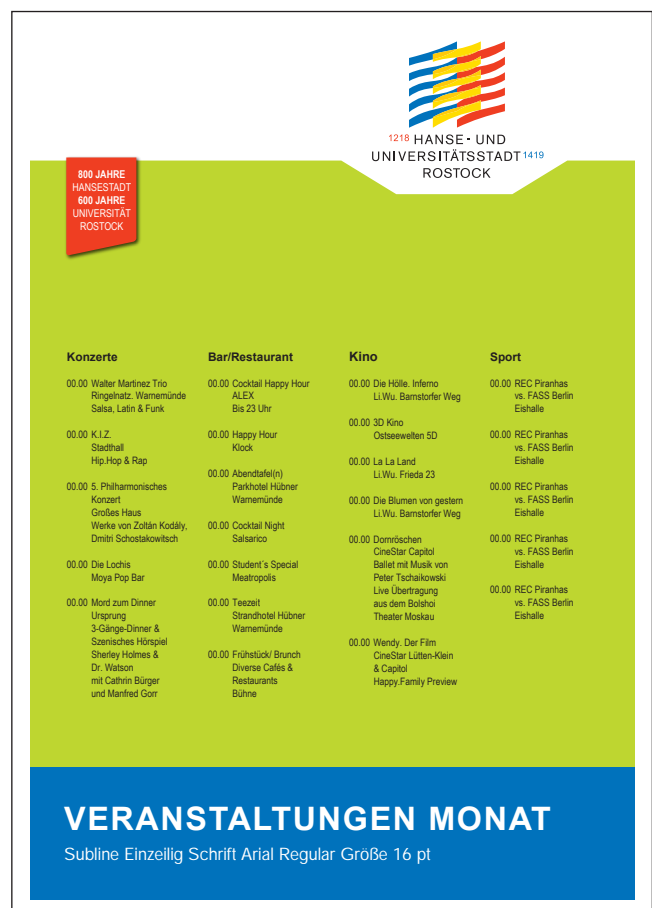 1218 HANSE- UND
UNIVERSITÄTSSTADT 1419
ROSTOCK
800 JAHRE
HANSESTADT
600 JAHRE
UNIVERSITÄT
ROSTOCK
Konzerte
00.00 Walter Martinez Trio
Ringelnatz. Warnemünde
Salsa, Latin & Funk
00.00 K.I.Z.
Stadthall
Hip.Hop & Rap
00.00 5. Philharmonisches
Konzert
Großes Haus
Werke von Zoltán Kodály,
Dmitri Schostakowitsch
00.00 Die Lochis
Moya Pop Bar
00.00 Mord zum Dinner
Ursprung
3-Gänge-Dinner &
Szenisches Hörspiel
Sherley Holmes &
Dr. Watson
mit Cathrin Bürger
und Manfred Gorr
Bar/Restaurant
00.00 Cocktail Happy Hour
ALEX
Bis 23 Uhr
00.00 Happy Hour
Klock
00.00 Abendtafel(n)
Parkhotel Hübner
Warnemünde
00.00 Cocktail Night
Salsarico
00.00 Student´s Special
Meatropolis
00.00 Teezeit
Strandhotel Hübner
Warnemünde
00.00 Frühstück/ Brunch
Diverse Cafés &
Restaurants
Bühne
Kino
00.00 Die Hölle. Inferno
Li.Wu. Barnstorfer Weg
00.00 3D Kino
Ostseewelten 5D
00.00 La La Land
Li.Wu. Frieda 23
00.00 Die Blumen von gestern
Li.Wu. Barnstorfer Weg
00.00 Dornröschen
CineStar Capitol
Ballet mit Musik von
Peter Tschaikowski
Live Übertragung
aus dem Bolshoi
Theater Moskau
00.00 Wendy. Der Film
CineStar Lütten-Klein
& Capitol
Happy.Family Preview
Sport
00.00 REC Piranhas
vs. FASS Berlin
Eishalle
00.00 REC Piranhas
vs. FASS Berlin
Eishalle
00.00 REC Piranhas
vs. FASS Berlin
Eishalle
00.00 REC Piranhas
vs. FASS Berlin
Eishalle
00.00 REC Piranhas
vs. FASS Berlin
Eishalle
VERANSTALTUNGEN MONAT
Subline Einzeilig Schrift Arial Regular Größe 16 pt